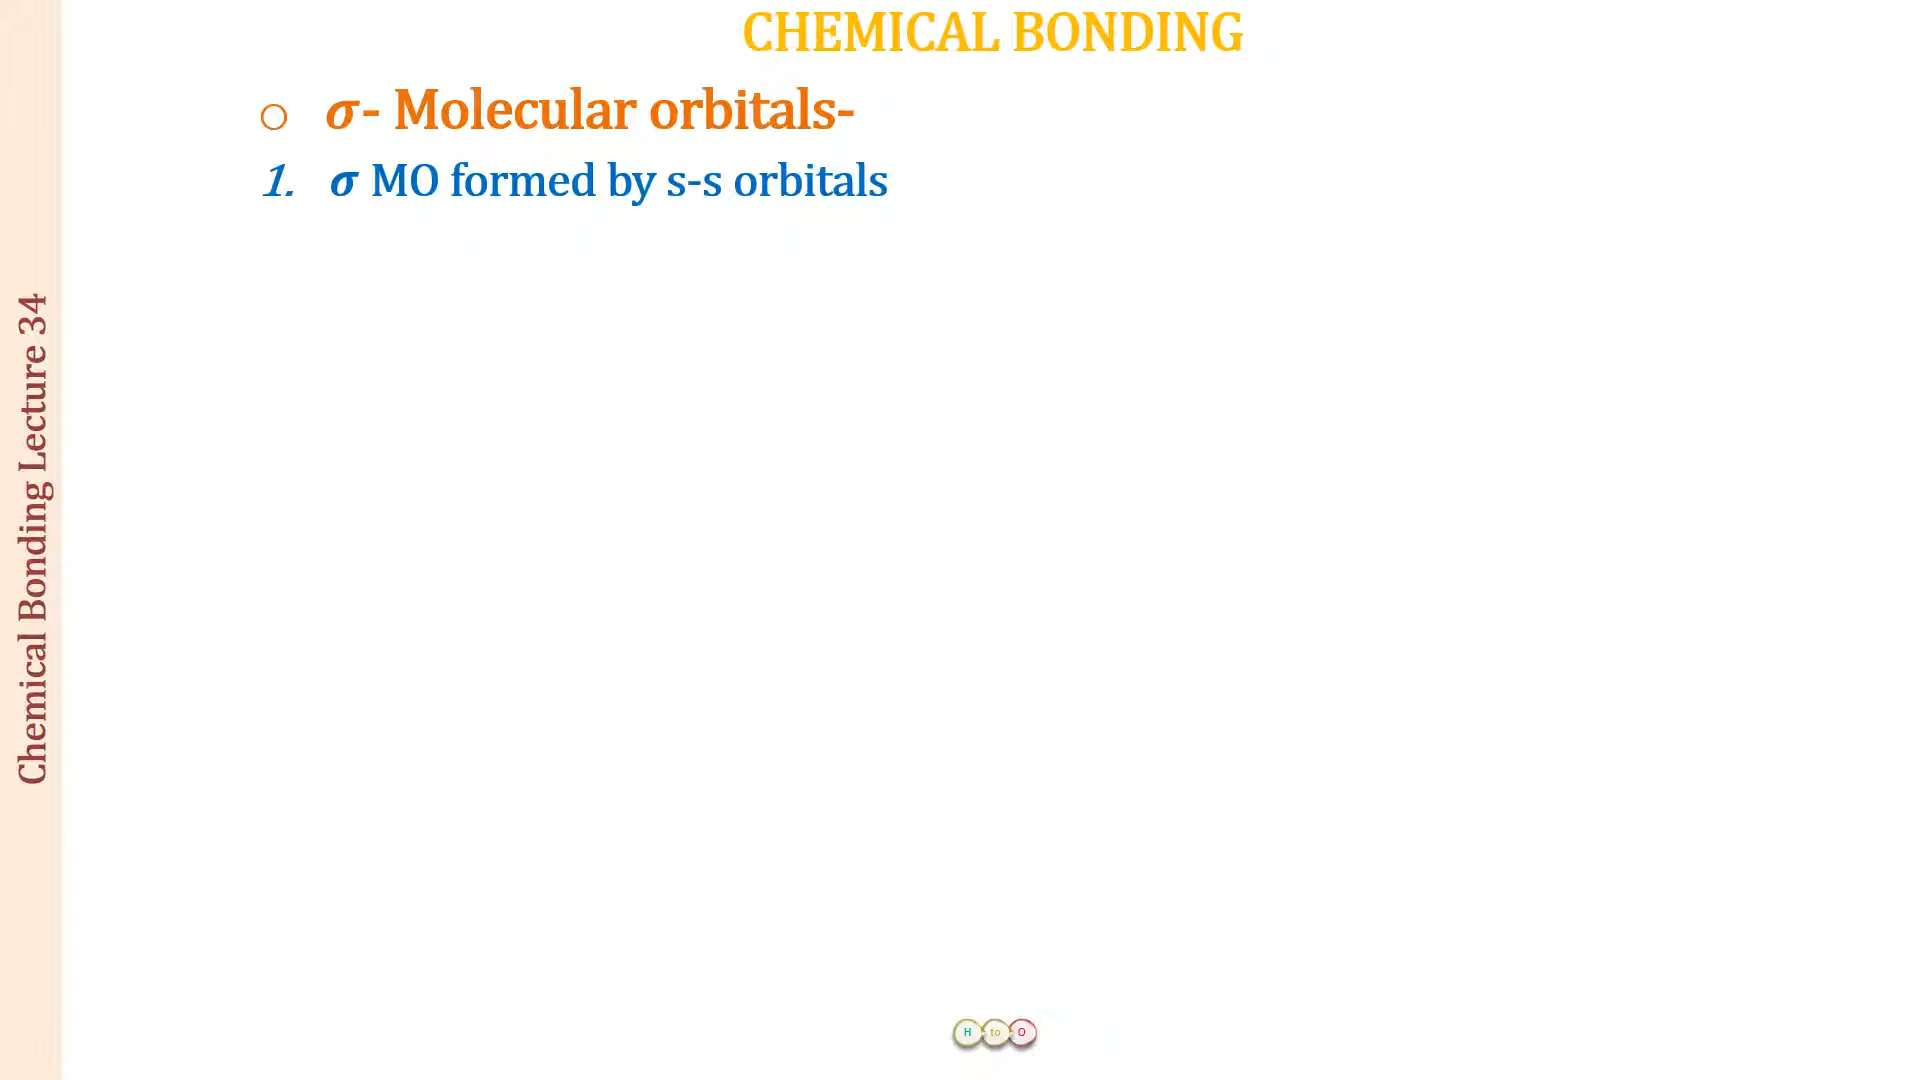 CHEMICAL BONDING
o σ- Molecular orbitals-
1. σ MO formed by s-s orbitals
Chemical Bonding Lecture 34
H to O